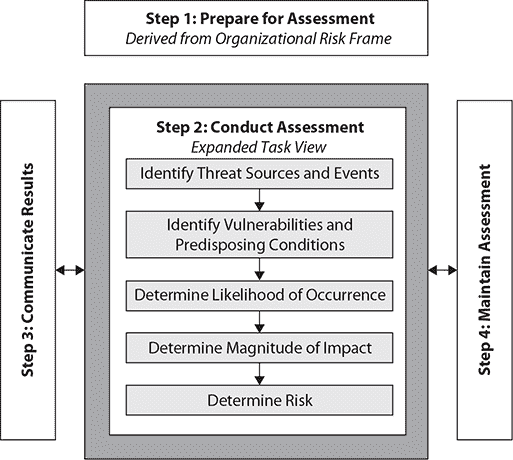 Step 1: Prepare for Assessment
Derived from Organizational Risk Frame
Step 3: Communicate Results
Step 2: Conduct Assessment
Expanded Task View
Identify Threat Sources and Events
Identify Vulnerabilities and
Predisposing Conditions
Determine Likelihood of Occurrence
Determine Magnitude of Impact
Determine Risk
Step 4: Maintain Assessment